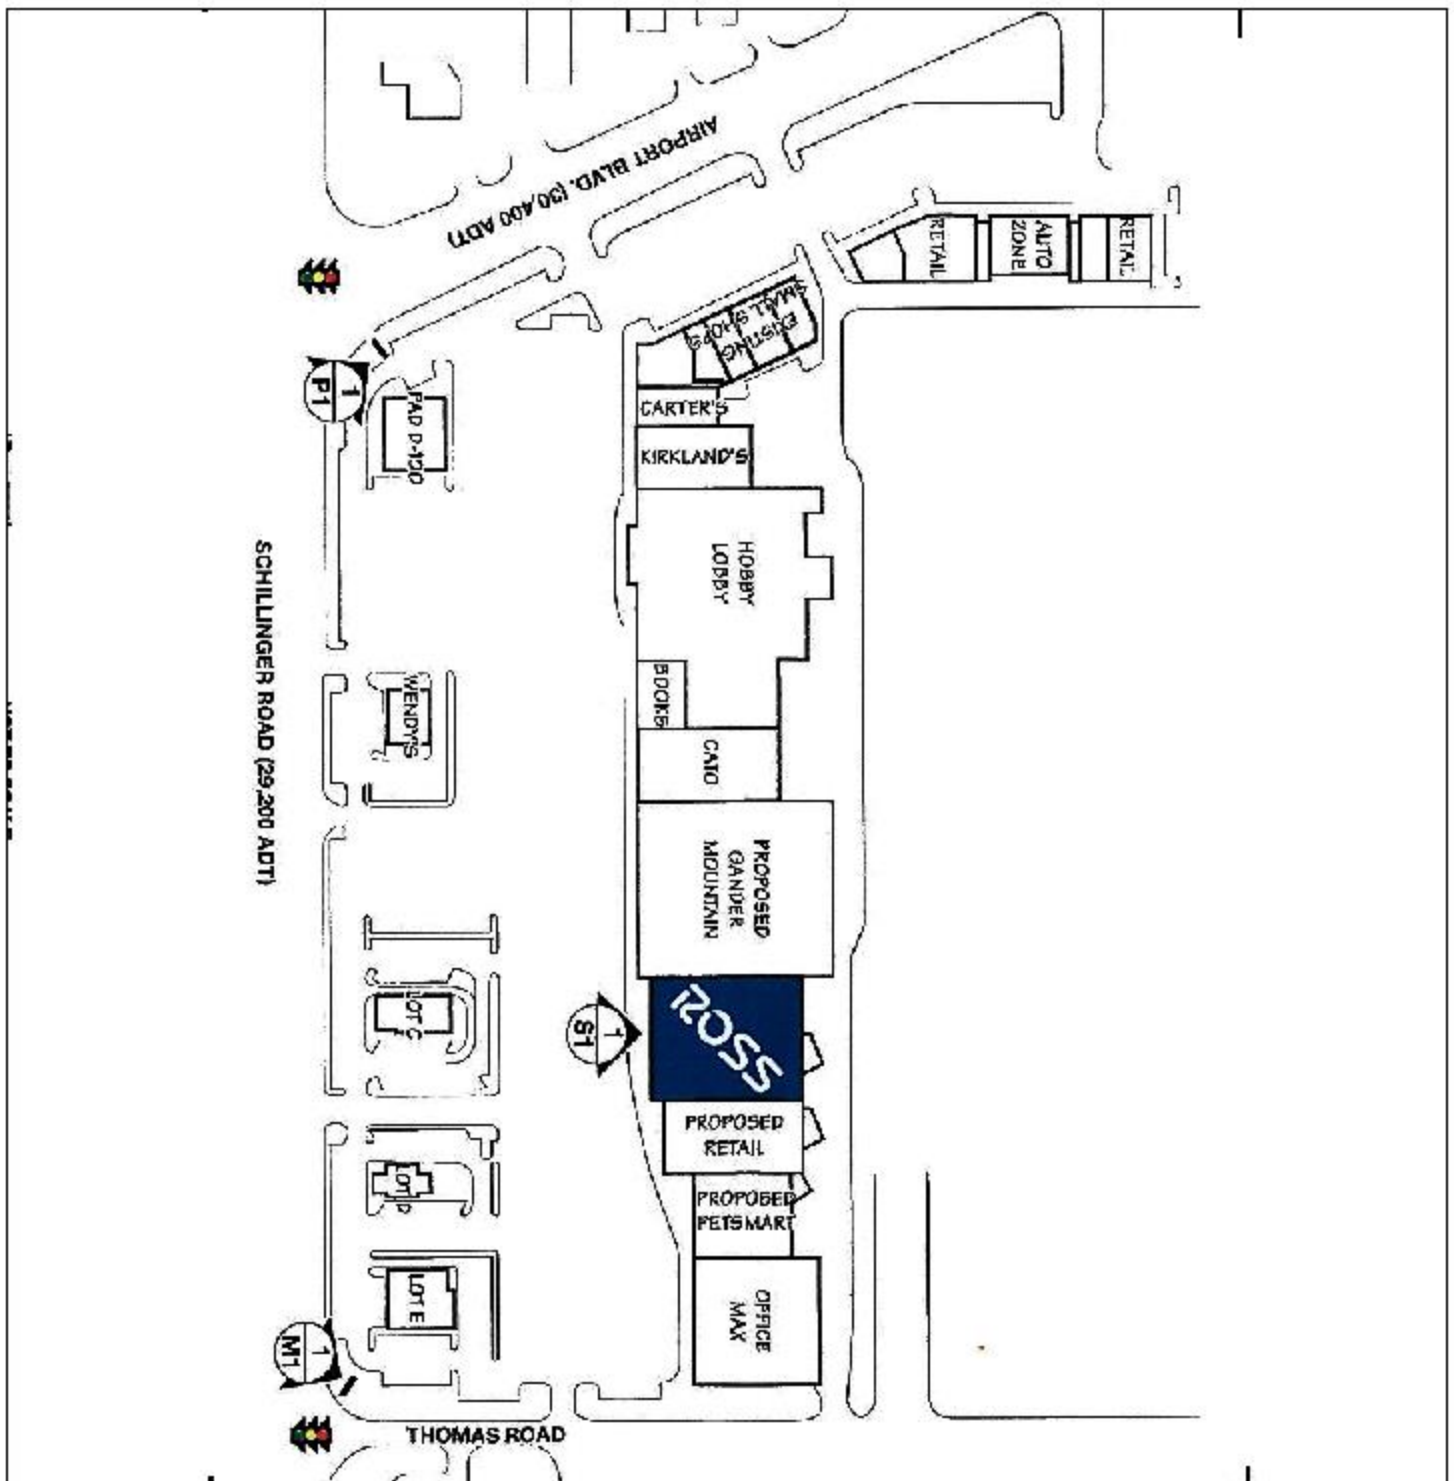 AIRPORT BLVD. (30,400 ADT)
RETAIL
AUTO
ZONE
RETAIL
EXISTING
SMALL SHOPS
1
P1
PAD D-100
CARTER'S
KIRKLAND'S
HOBBY
LOBBY
SCHILLINGER ROAD (29,200 ADT)
BOOKS
WENDY'S
CATO
PROPOSED
GANDER
MOUNTAIN
LOT C
1
S1
ROSS
PROPOSED
RETAIL
LOT D
PROPOSED
PETSMART
LOT E
OFFICE
MAX
1
M1
THOMAS ROAD